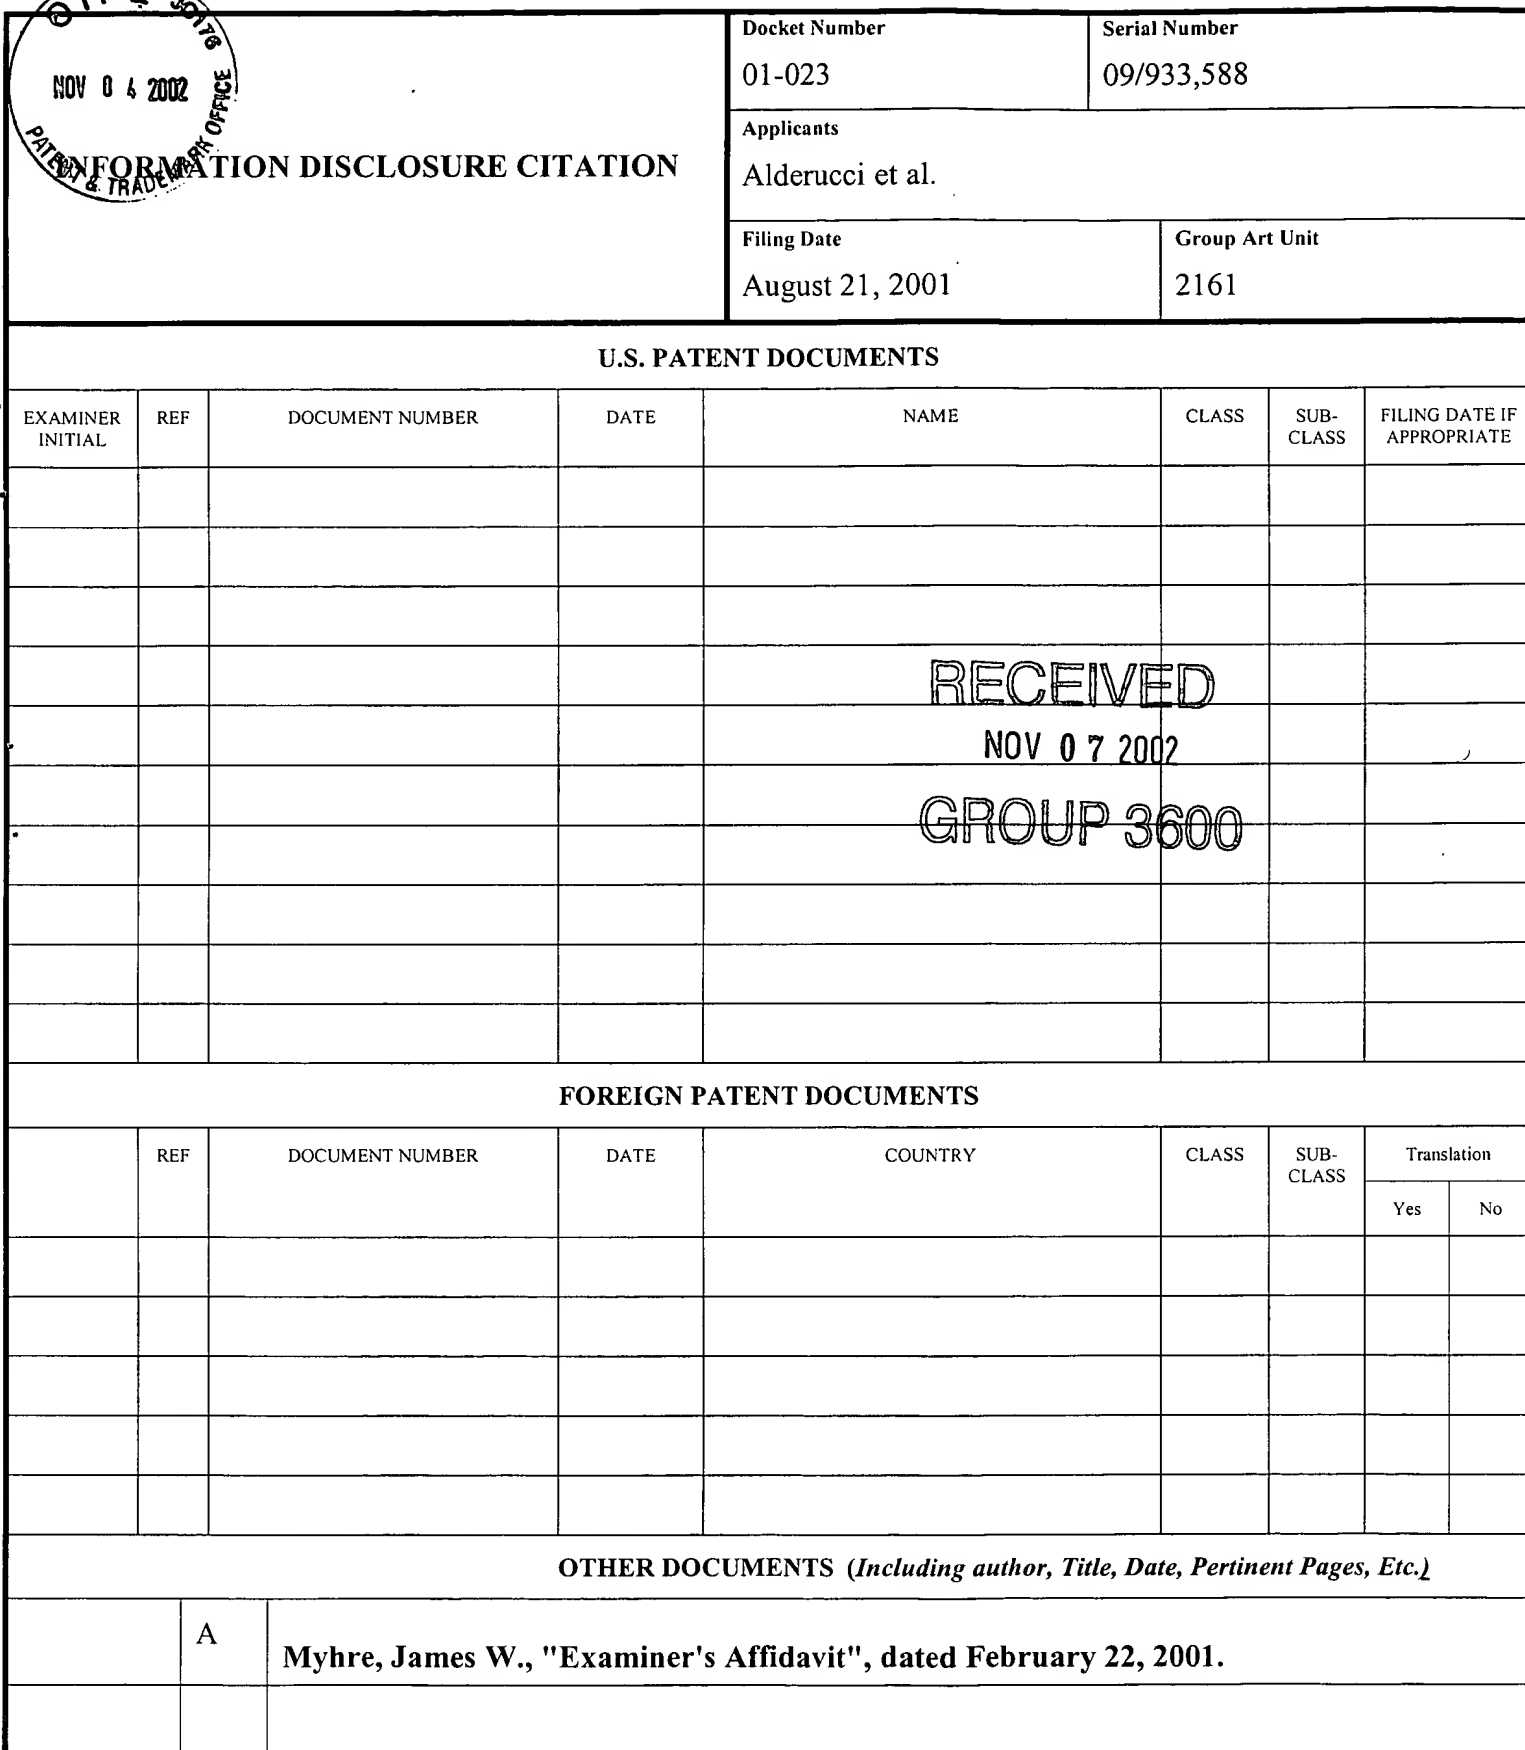 NOV 0 4 2002
PATENT & TRADEMARK OFFICE
INFORMATION DISCLOSURE CITATION
Docket Number
01-023
Serial Number
09/933,588
Applicants
Alderucci et al.
Filing Date
August 21, 2001
Group Art Unit
2161
U.S. PATENT DOCUMENTS
EXAMINER
INITIAL
REF
DOCUMENT NUMBER
DATE
NAME
CLASS
SUB-
CLASS
FILING DATE IF
APPROPRIATE
RECEIVED
NOV 0 7 2002
GROUP 3600
FOREIGN PATENT DOCUMENTS
REF
DOCUMENT NUMBER
DATE
COUNTRY
CLASS
SUB-
CLASS
Translation
Yes
No
OTHER DOCUMENTS (Including author, Title, Date, Pertinent Pages, Etc.)
A
Myhre, James W., "Examiner's Affidavit", dated February 22, 2001.